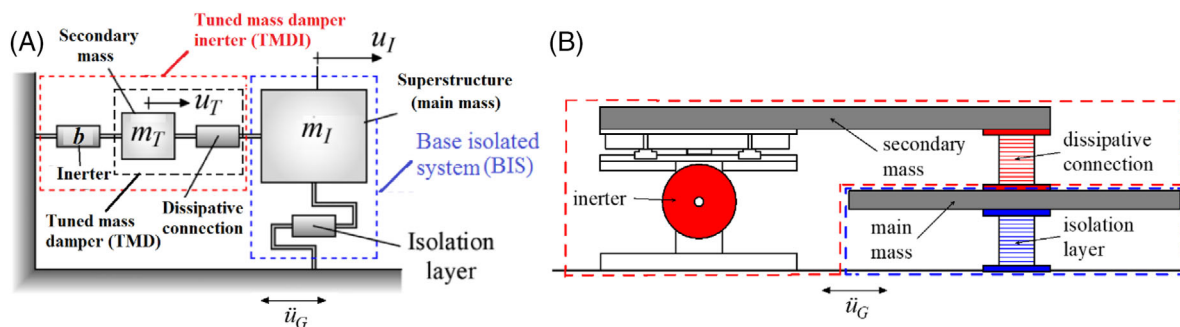 (A)
Tuned mass damper
inerter (TMDI)
Secondary
mass
u_T
m_T
b
Inerter
Tuned mass
damper (TMD)
Dissipative
connection
u_I
Superstructure
(main mass)
m_I
Base isolated
system (BIS)
Isolation
layer
ü_G
(B)
secondary
mass
dissipative
connection
inerter
main
mass
isolation
layer
ü_G